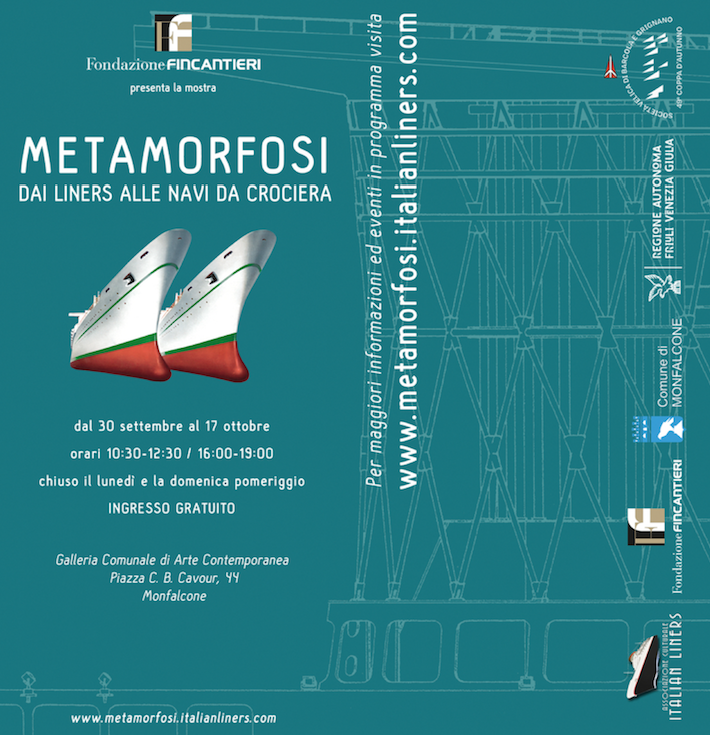 Fondazione FINCANTIERI
presenta la mostra
METAMORFOSI
DAI LINERS ALLE NAVI DA CROCIERA
dal 30 settembre al 17 ottobre
orari 10:30-12:30 / 16:00-19:00
chiuso il lunedì e la domenica pomeriggio
INGRESSO GRATUITO
Galleria Comunale di Arte Contemporanea
Piazza C. B. Cavour, 44
Monfalcone
www.metamorfosi.italianliners.com
Per maggiori informazioni ed eventi in programma visita
www.metamorfosi.italianliners.com
ASSOCIAZIONE CULTURALE
ITALIAN LINERS
Fondazione FINCANTIERI
Comune di
MONFALCONE
REGIONE AUTONOMA
FRIULI VENEZIA GIULIA
SOCIETÀ VELICA DI BARCOLA E GRIGNANO
49ª COPPA D'AUTUNNO